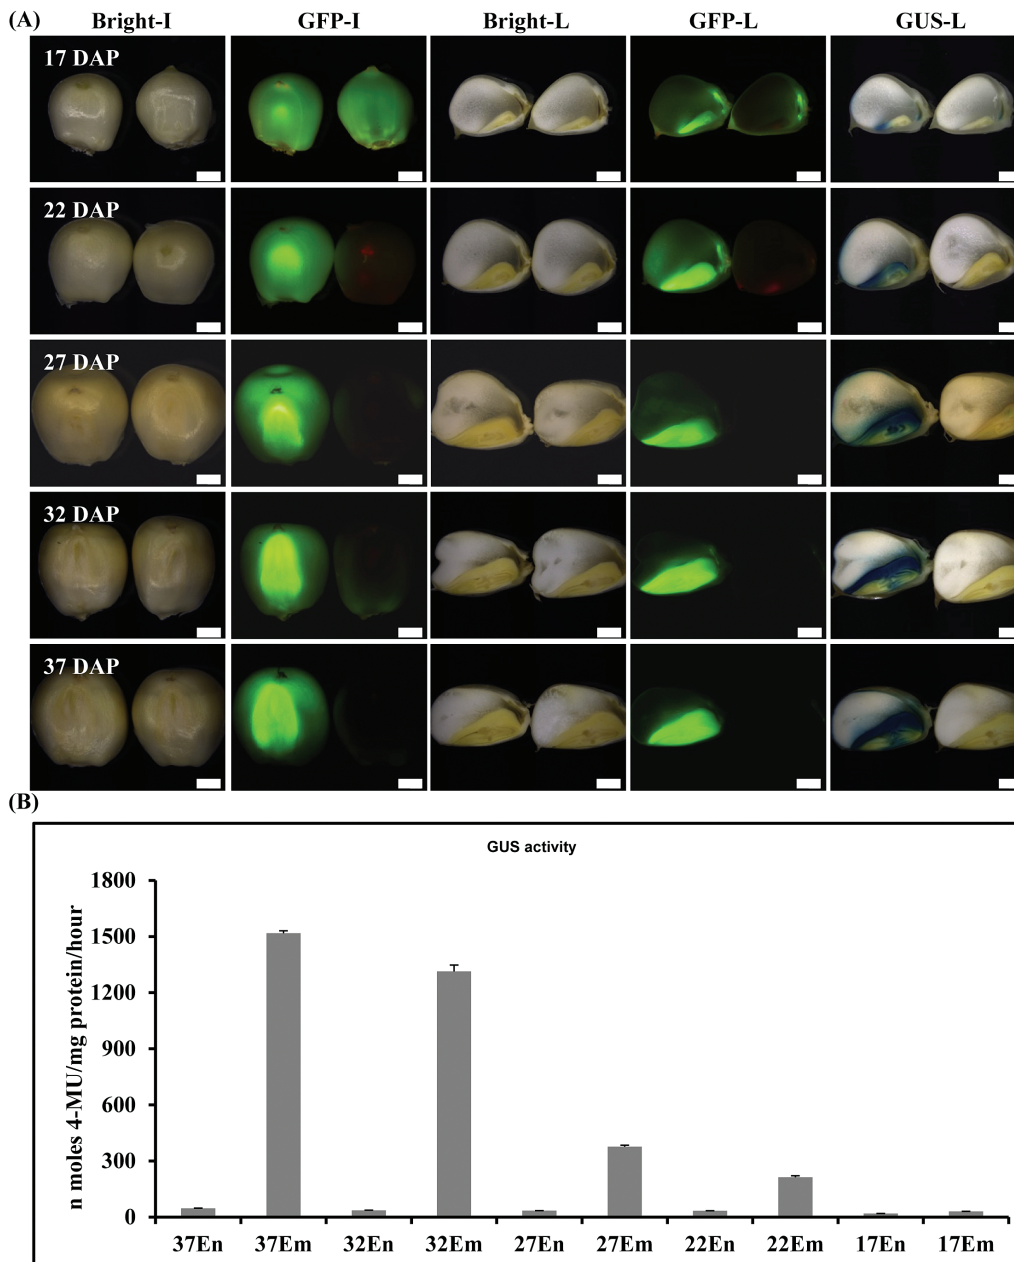 (A)
Bright-I GFP-I Bright-L GFP-L GUS-L
17 DAP
22 DAP
27 DAP
32 DAP
37 DAP
(B)
GUS activity
n moles 4-MU/mg protein/hour
1800
1500
1200
900
600
300
0
37En 37Em 32En 32Em 27En 27Em 22En 22Em 17En 17Em